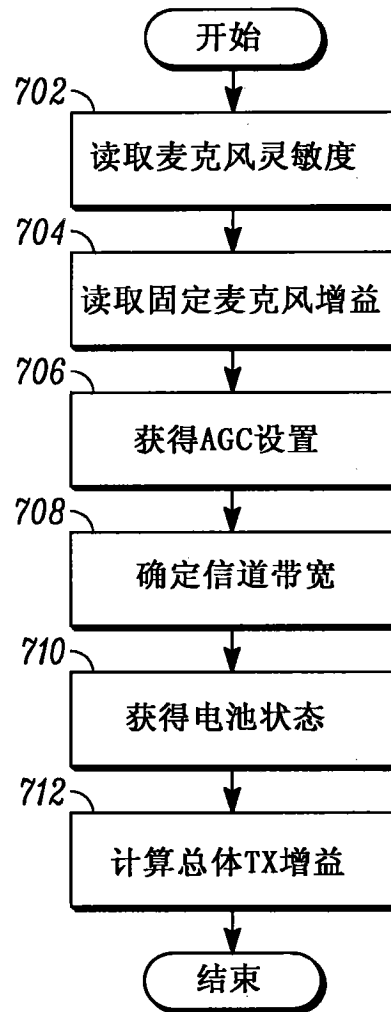 开始
702
读取麦克风灵敏度
704
读取固定麦克风增益
706
获得AGC设置
708
确定信道带宽
710
获得电池状态
712
计算总体TX增益
结束